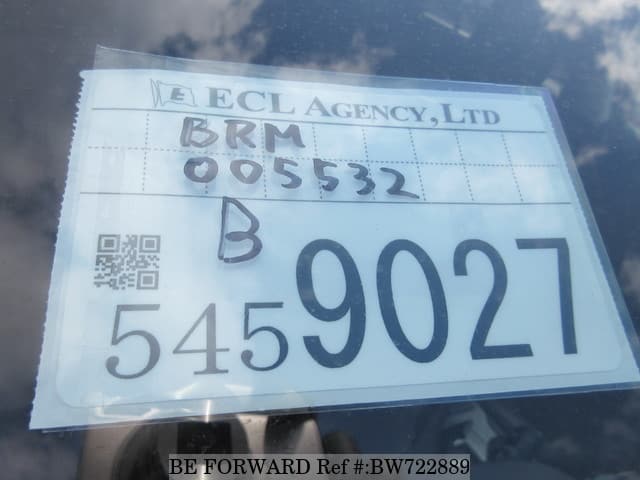 E ECL AGENCY, LTD
BRM
005532
B
5459027
BE FORWARD Ref #:BW722889